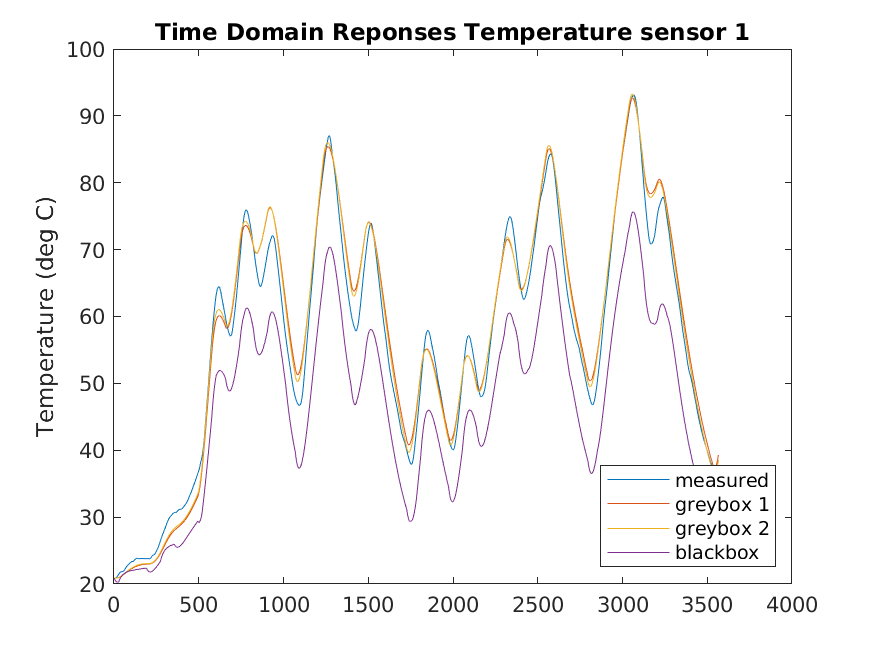 Time Domain Reponses Temperature sensor 1
Temperature (deg C)
100
90
80
70
60
50
40
30
20
0 500 1000 1500 2000 2500 3000 3500 4000
measured
greybox 1
greybox 2
blackbox